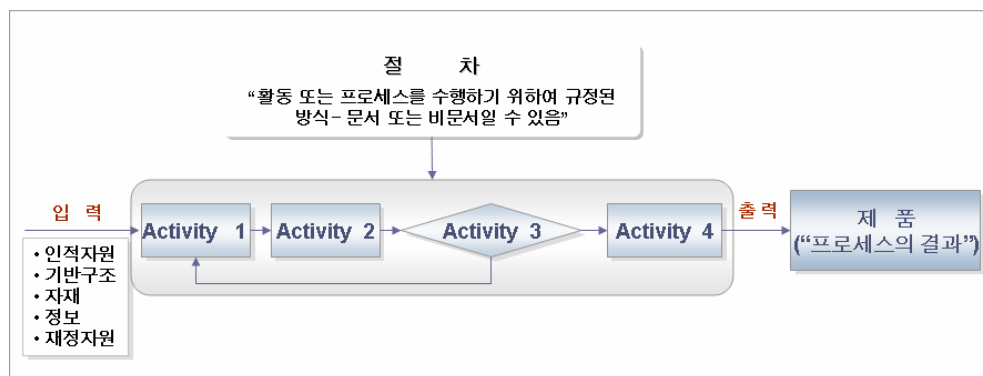 절 차
“활동 또는 프로세스를 수행하기 위하여 규정된
방식- 문서 또는 비문서일 수 있음”
입 력
Activity 1
Activity 2
Activity 3
Activity 4
출력
제 품
(“프로세스의 결과”)
• 인적자원
• 기반구조
• 자재
• 정보
• 재정자원